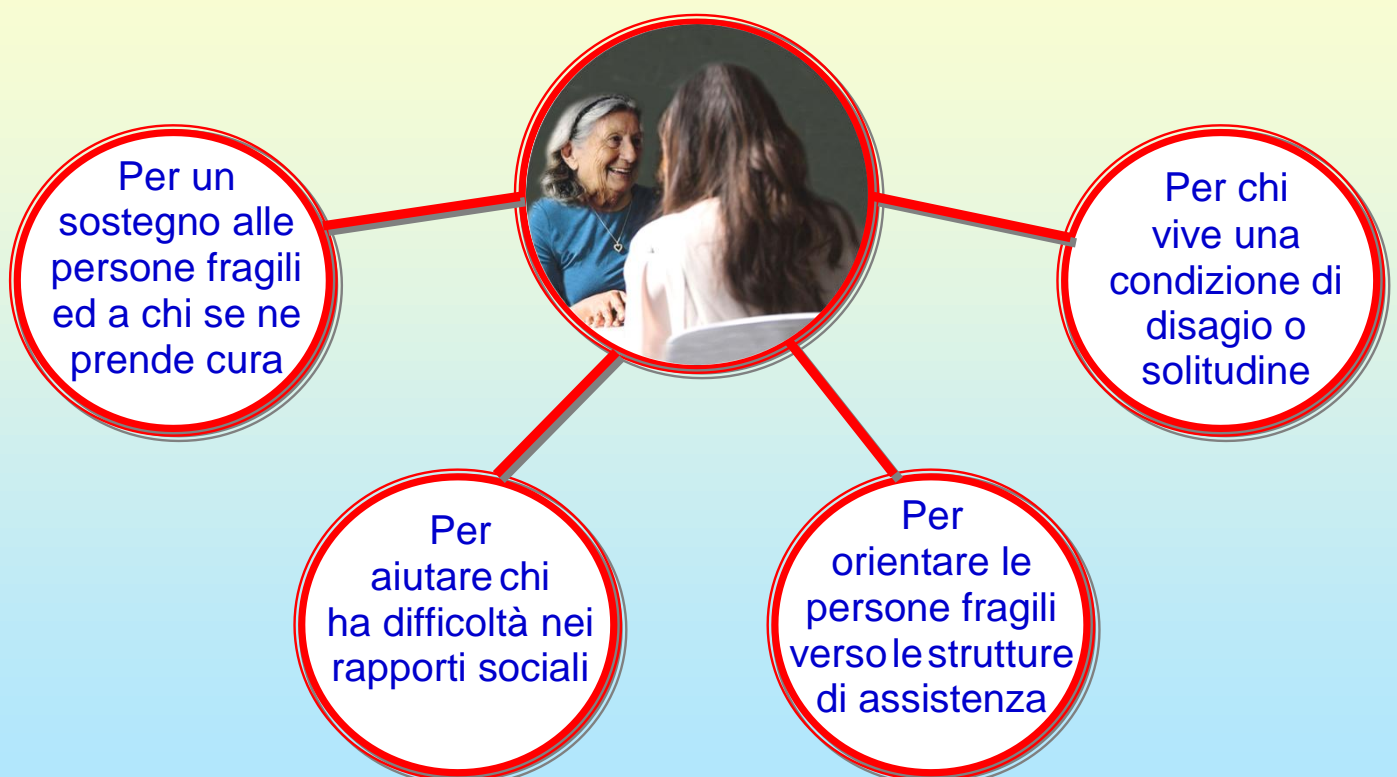 Per un
sostegno alle
persone fragili
ed a chi se ne
prende cura
Per
aiutare chi
ha difficoltà nei
rapporti sociali
Per
orientare le
persone fragili
verso le strutture
di assistenza
Per chi
vive una
condizione di
disagio o
solitudine